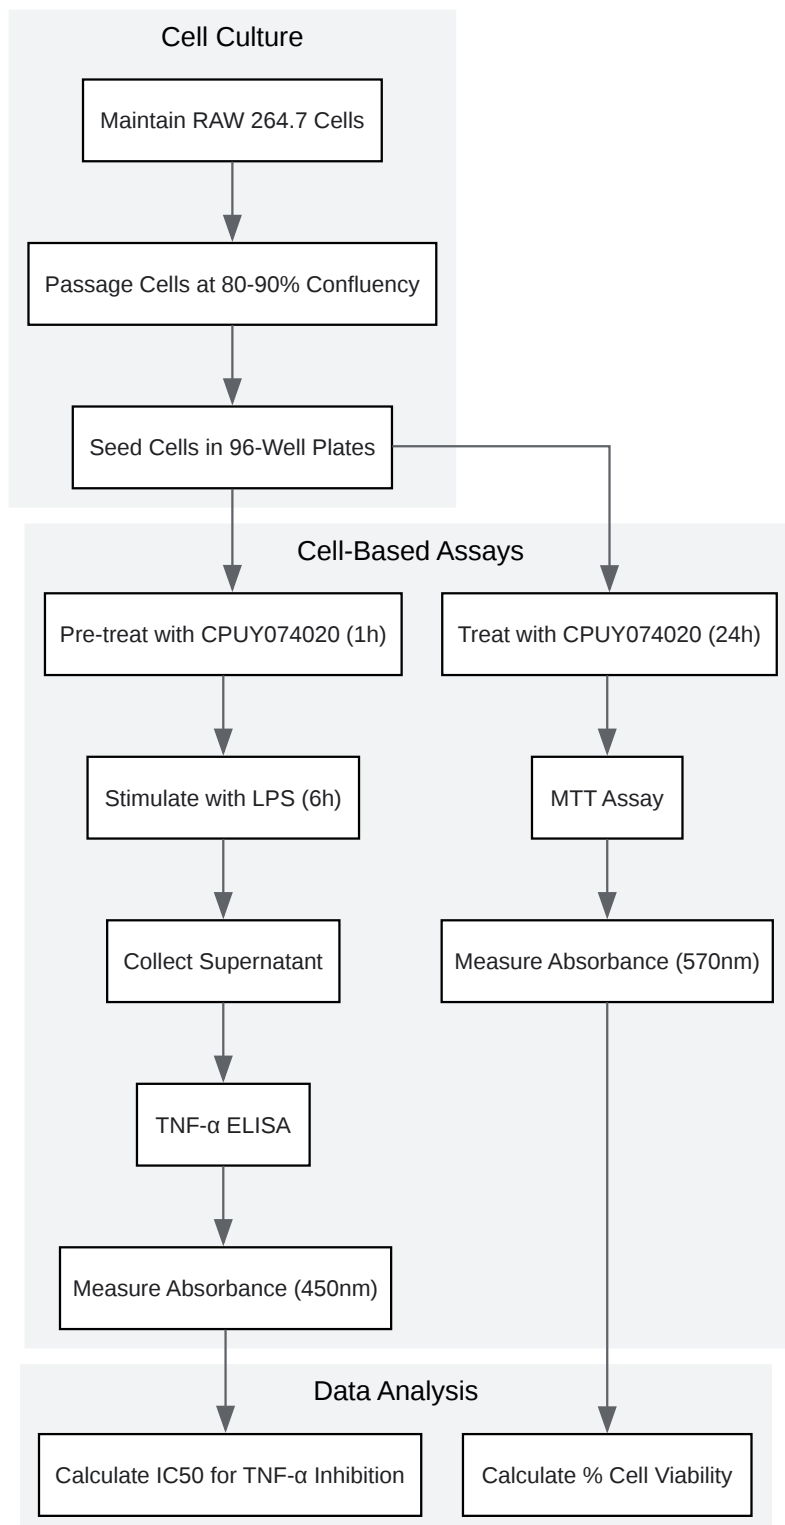 Cell Culture
Maintain RAW 264.7 Cells
Passage Cells at 80-90% Confluency
Seed Cells in 96-Well Plates
Cell-Based Assays
Pre-treat with CPUY074020 (1h)
Treat with CPUY074020 (24h)
Stimulate with LPS (6h)
MTT Assay
Collect Supernatant
Measure Absorbance (570nm)
TNF-α ELISA
Measure Absorbance (450nm)
Data Analysis
Calculate IC50 for TNF-α Inhibition
Calculate % Cell Viability